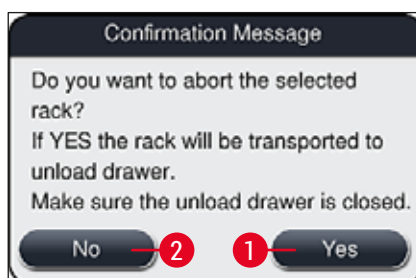 Confirmation Message
Do you want to abort the selected
rack?
If YES the rack will be transported to
unload drawer.
Make sure the unload drawer is closed.
No 2 1 Yes